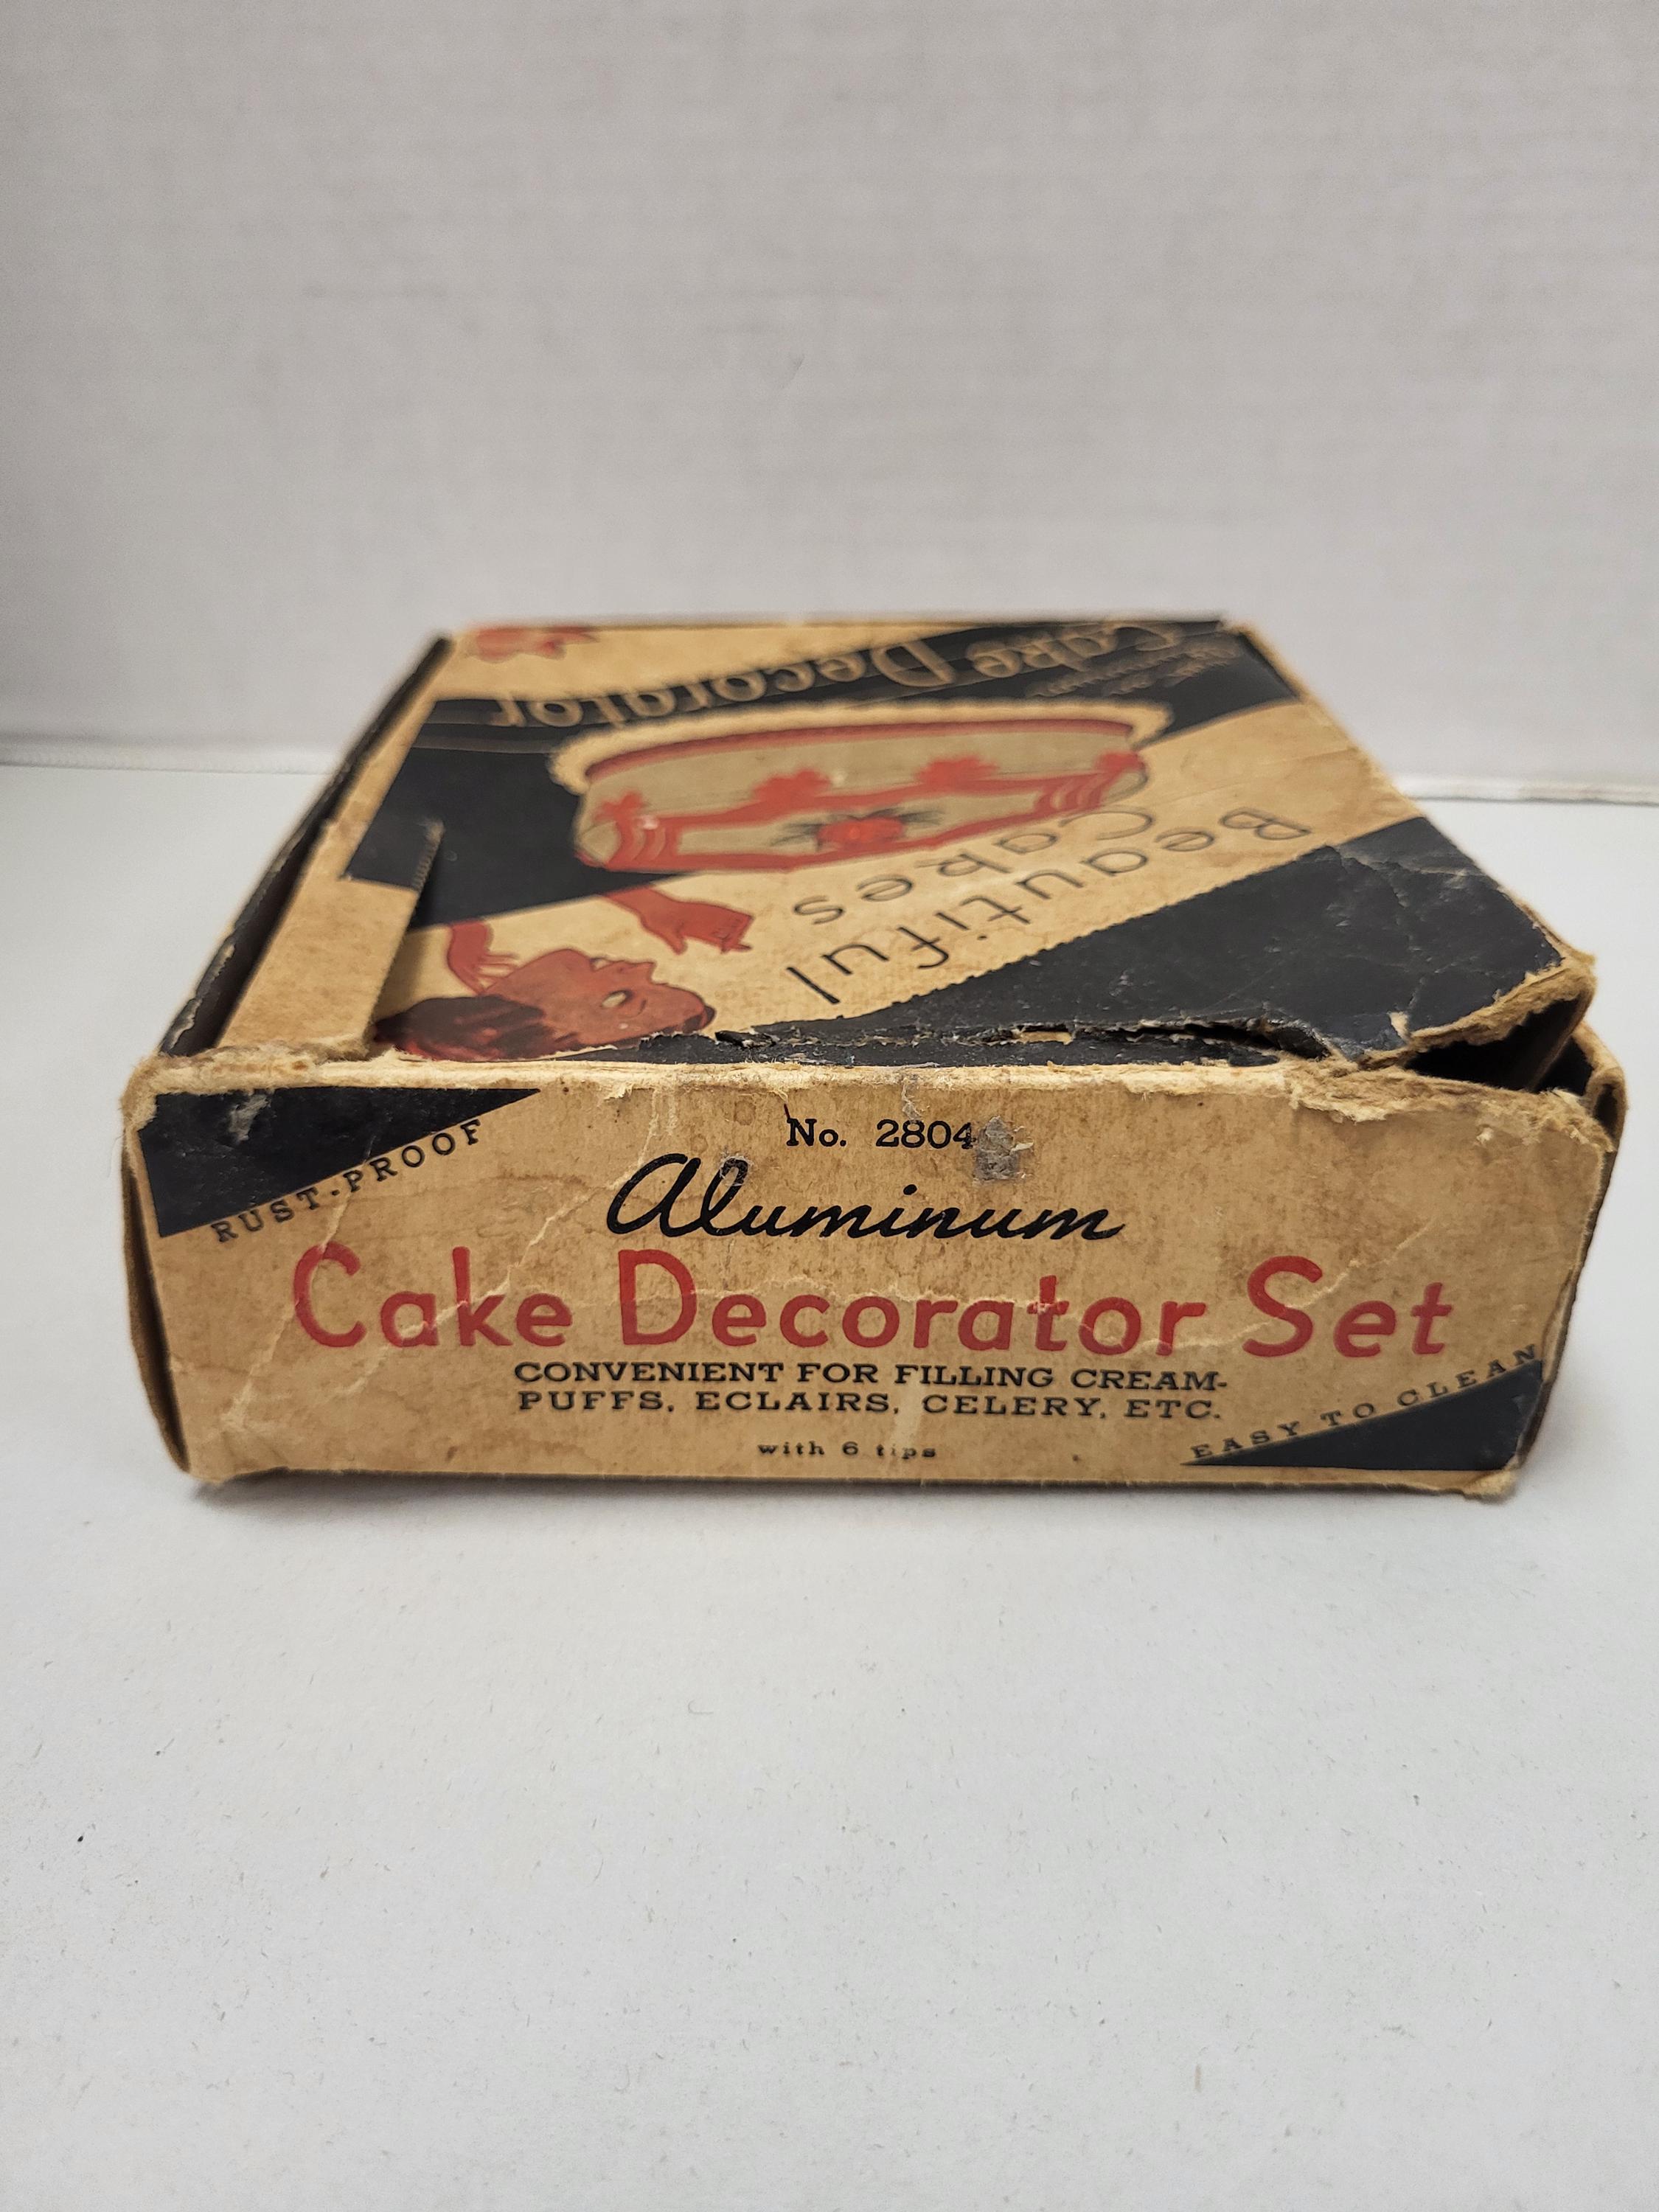 Cake Decorator
Beautiful
Cakes
RUST-PROOF
No. 2804
Aluminum
Cake Decorator Set
CONVENIENT FOR FILLING CREAM-
PUFFS, ECLAIRS, CELERY, ETC.
with 6 tips
EASY TO CLEAN